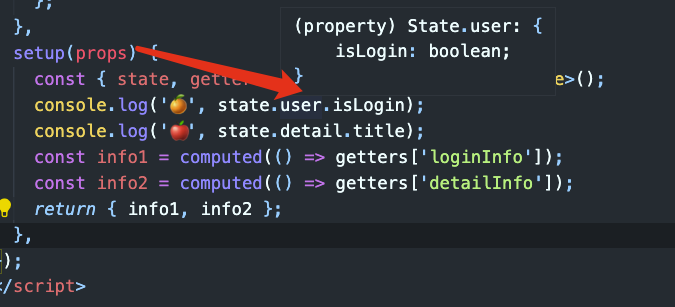 };
},
(property) State.user: {
isLogin: boolean;
}
setup(props) {
const { state, gette e>();
console.log('🍊', state.user.isLogin);
console.log('🍎', state.detail.title);
const info1 = computed(() => getters['loginInfo']);
const info2 = computed(() => getters['detailInfo']);
return { info1, info2 };
},
});
</script>